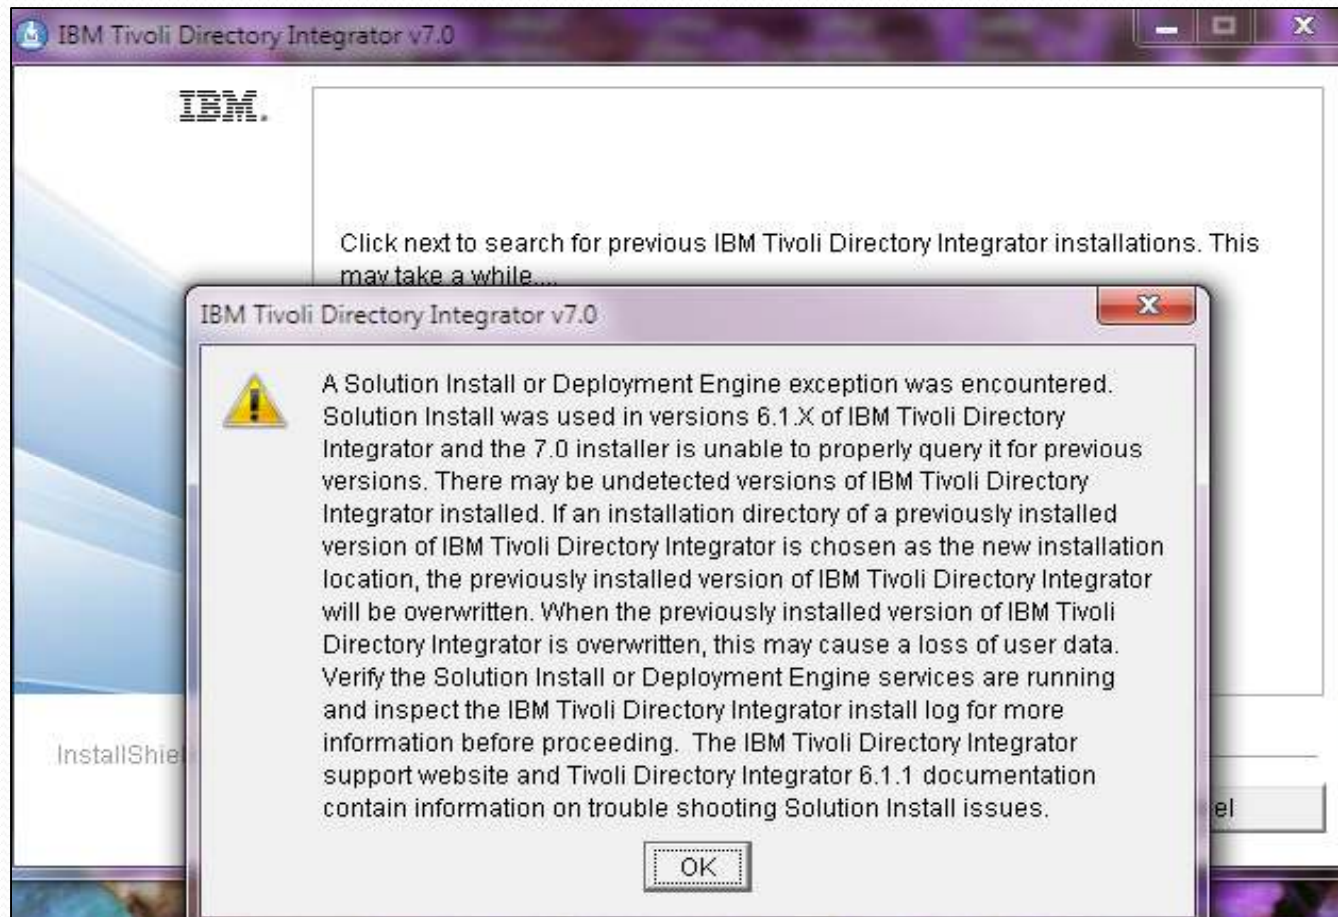 IBM Tivoli Directory Integrator v7.0
IBM.
Click next to search for previous IBM Tivoli Directory Integrator installations. This
may take a while....
IBM Tivoli Directory Integrator v7.0
A Solution Install or Deployment Engine exception was encountered.
Solution Install was used in versions 6.1.X of IBM Tivoli Directory
Integrator and the 7.0 installer is unable to properly query it for previous
versions. There may be undetected versions of IBM Tivoli Directory
Integrator installed. If an installation directory of a previously installed
version of IBM Tivoli Directory Integrator is chosen as the new installation
location, the previously installed version of IBM Tivoli Directory Integrator
will be overwritten. When the previously installed version of IBM Tivoli
Directory Integrator is overwritten, this may cause a loss of user data.
Verify the Solution Install or Deployment Engine services are running
and inspect the IBM Tivoli Directory Integrator install log for more
information before proceeding.  The IBM Tivoli Directory Integrator
support website and Tivoli Directory Integrator 6.1.1 documentation
contain information on trouble shooting Solution Install issues.
InstallShie
el
OK